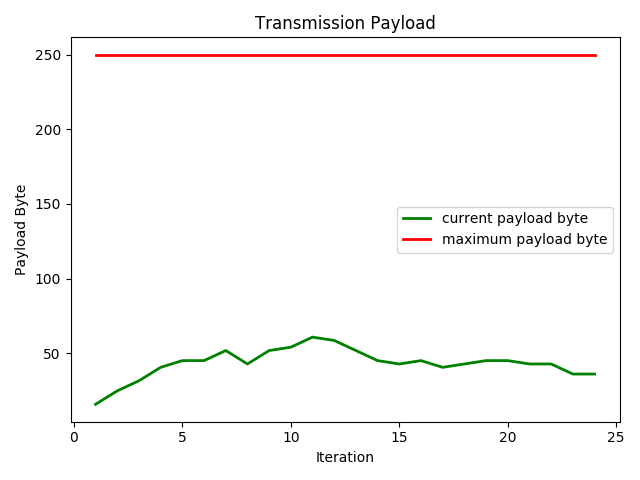 Transmission Payload
250
200
150
100
50
Payload Byte
current payload byte
maximum payload byte
0
5
10
15
20
25
Iteration